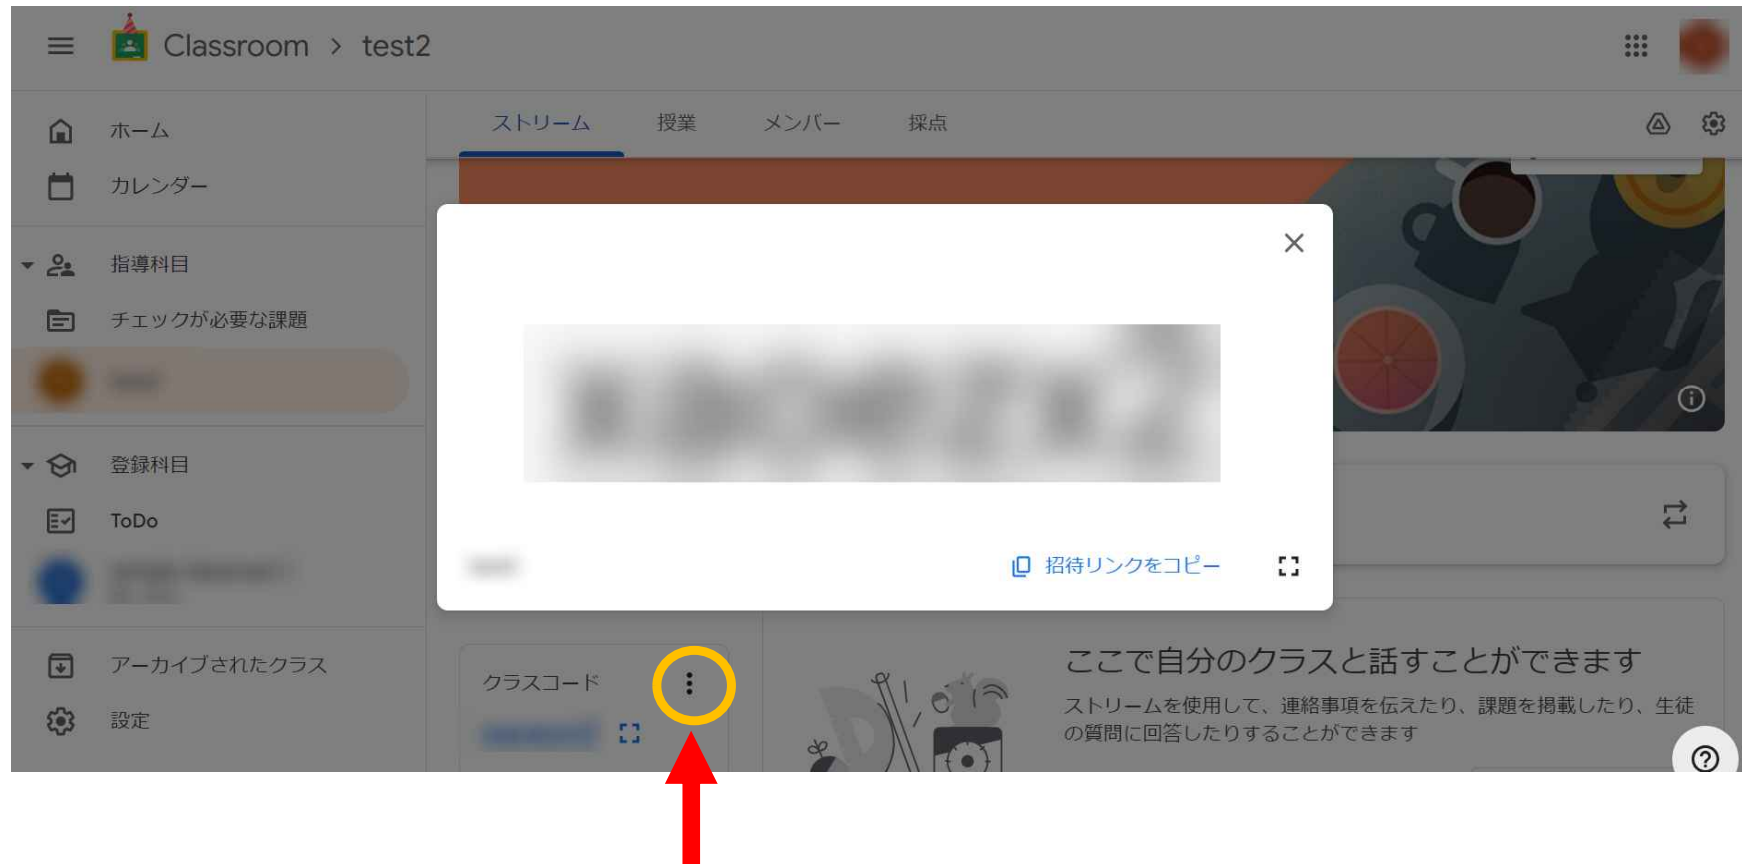 Classroom > test2
ホーム
カレンダー
指導科目
チェックが必要な課題
登録科目
ToDo
アーカイブされたクラス
設定
ストリーム 授業 メンバー 採点
招待リンクをコピー
クラスコード
ここで自分のクラスと話すことができます
ストリームを使用して、連絡事項を伝えたり、課題を掲載したり、生徒
の質問に回答したりすることができます